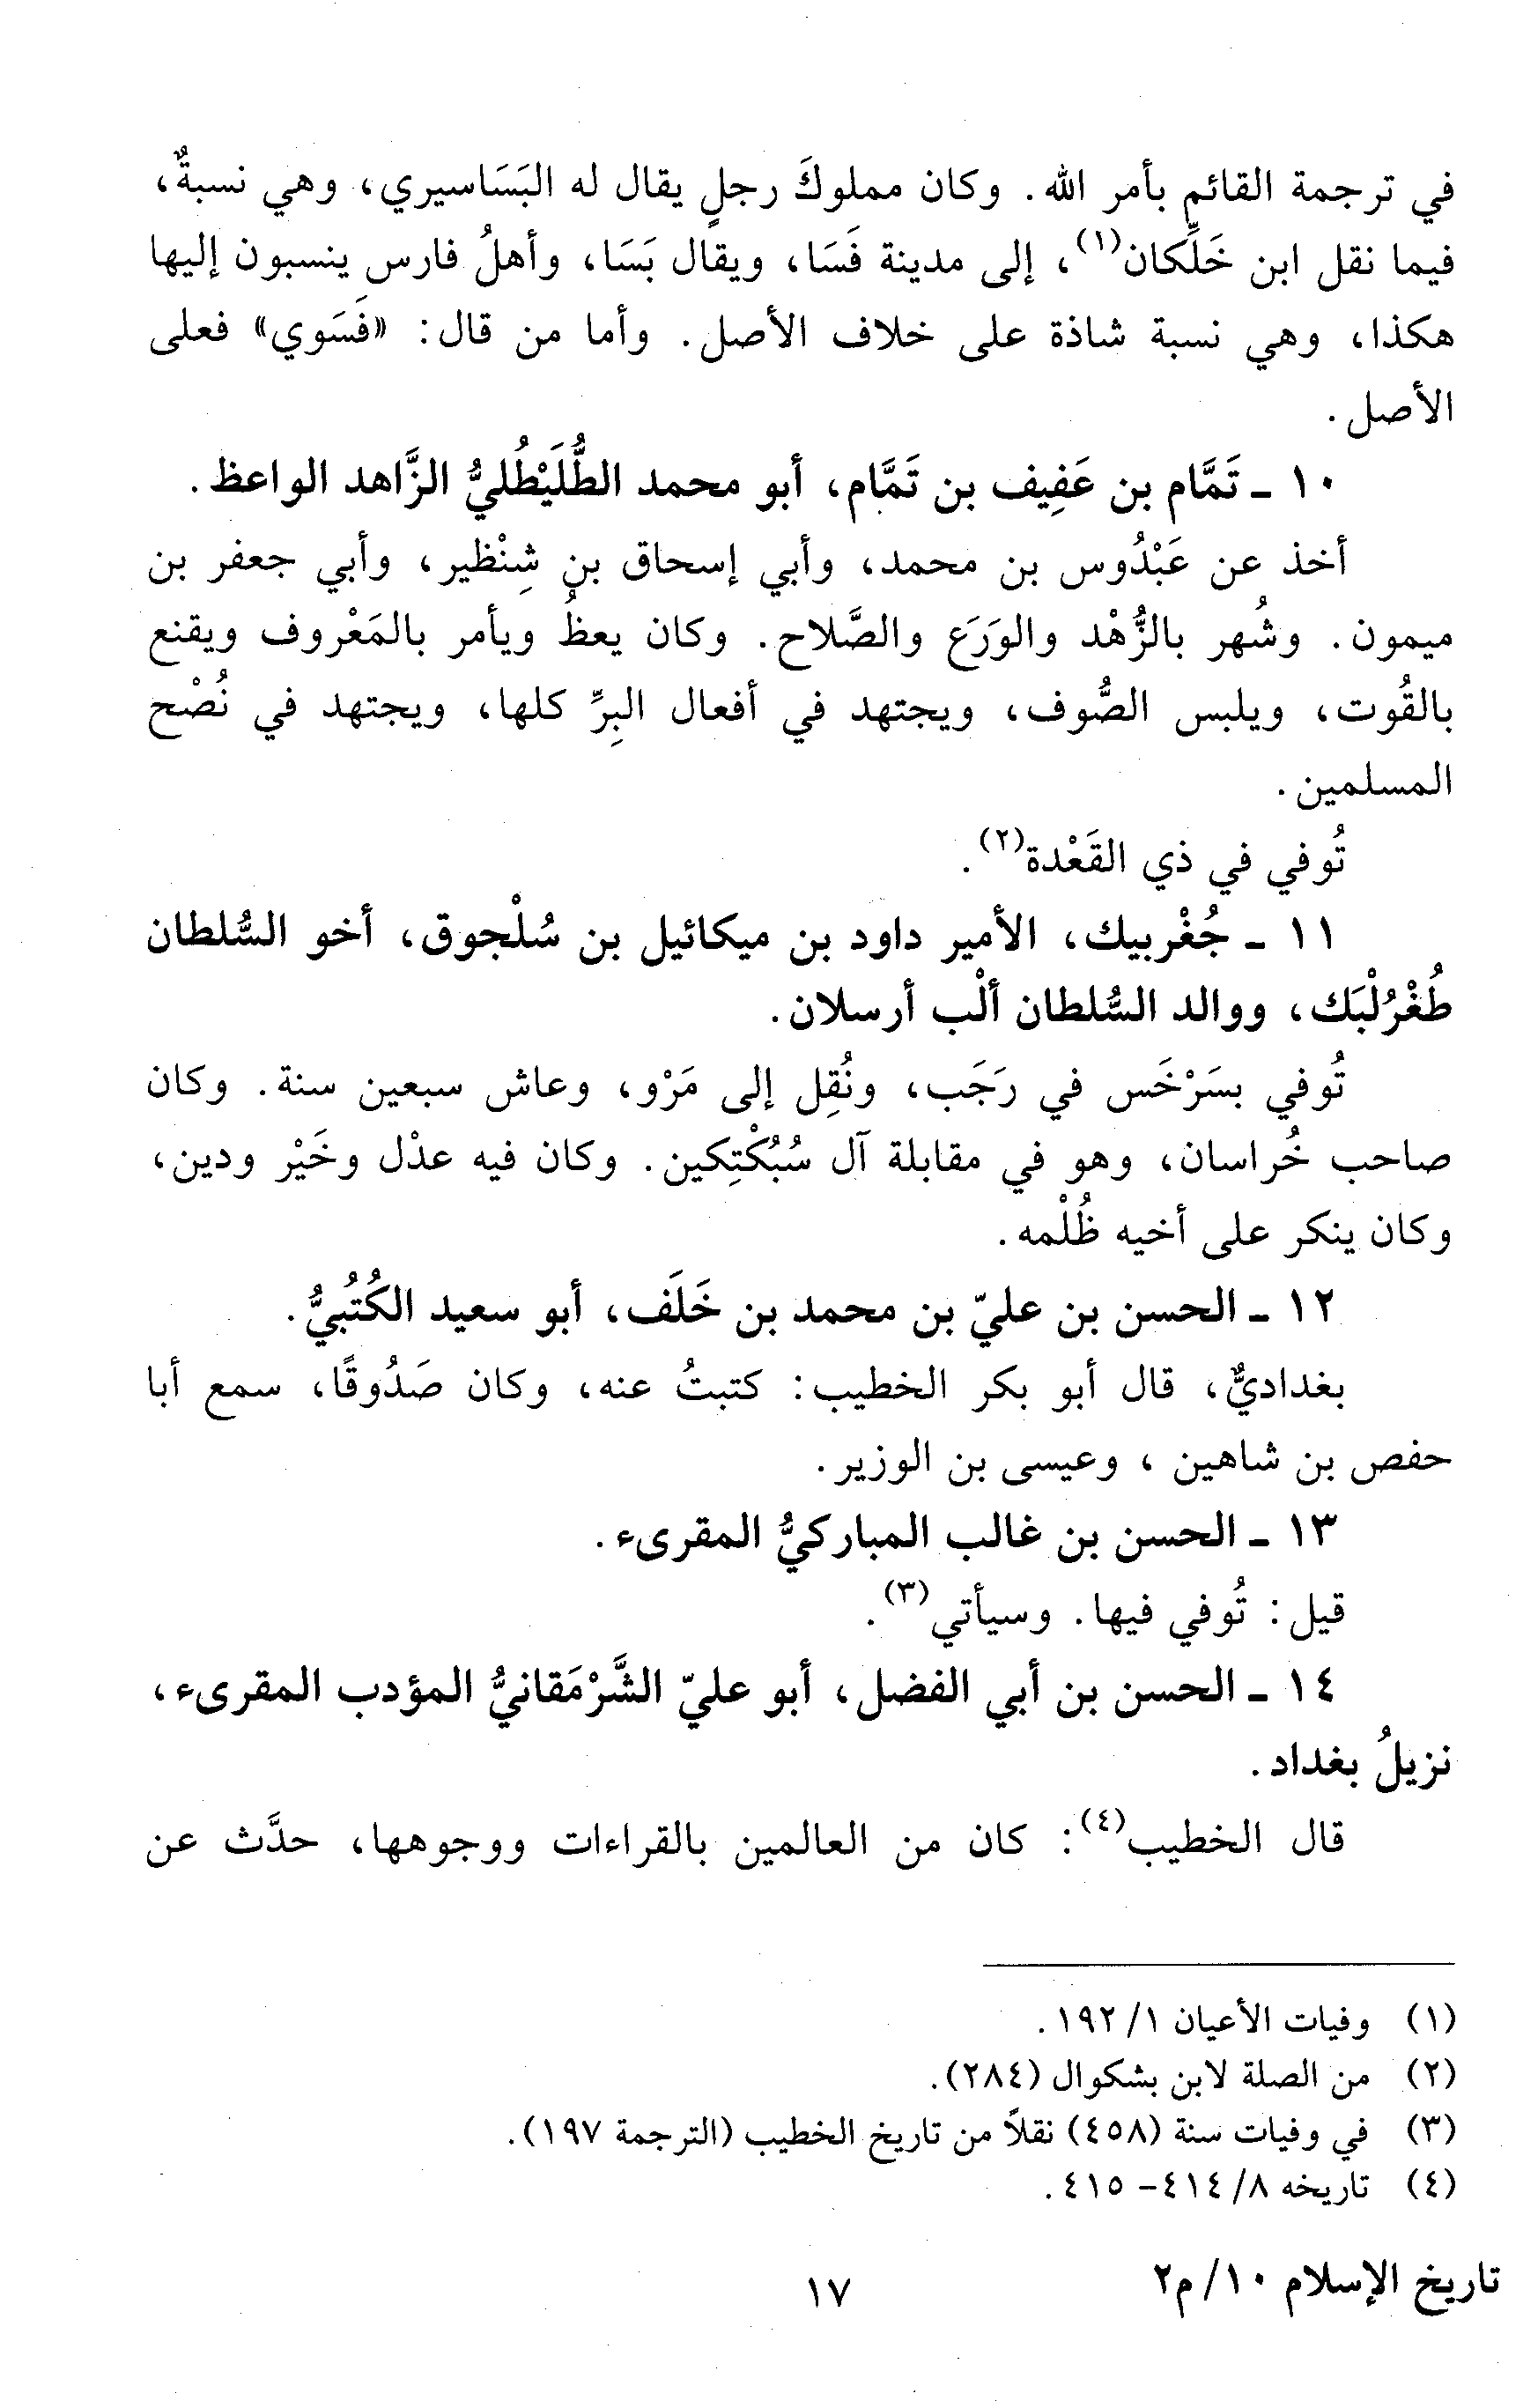 في ترجمة القائم بأمر الله. وكان مملوكَ رجلٍ يقال له البَسَاسيري، وهي نسبةٌ،
فيما نقل ابن خَلِّكان(١)، إلى مدينة فَسَا، ويقال بَسَا، وأهلُ فارس ينسبون إليها
هكذا، وهي نسبة شاذة على خلاف الأصل. وأما من قال: «فَسَوي» فعلى
الأصل.
١٠ ـ تَمَّام بن عَفِيف بن تَمَّام، أبو محمد الطُّلَيْطُليُّ الزَّاهد الواعظ.
أخذ عن عَبْدُوس بن محمد، وأبي إسحاق بن شِنْظير، وأبي جعفر بن
ميمون. وشُهر بالزُّهْد والوَرَع والصَّلاح. وكان يعظُ ويأمر بالمَعْروف ويقنع
بالقُوت، ويلبس الصُّوف، ويجتهد في أفعال البِرِّ كلها، ويجتهد في نُصْح
المسلمين.
تُوفي في ذي القَعْدة(٢).
١١ ـ جُغْربيك، الأمير داود بن ميكائيل بن سُلْجوق، أخو السُّلطان
طُغْرُلْبَك، ووالد السُّلطان ألْب أرسلان.
تُوفي بسَرْخَس في رَجَب، ونُقِل إلى مَرْو، وعاش سبعين سنة. وكان
صاحب خُراسان، وهو في مقابلة آل سُبُكْتِكين. وكان فيه عدْل وخَيْر ودين،
وكان ينكر على أخيه ظُلْمه.
١٢ ـ الحسن بن عليّ بن محمد بن خَلَف، أبو سعيد الكُتُبيُّ.
بغداديٌّ، قال أبو بكر الخطيب: كتبتُ عنه، وكان صَدُوقًا، سمع أبا
حفص بن شاهين، وعيسى بن الوزير.
١٣ ـ الحسن بن غالب المباركيُّ المقرىء.
قيل: تُوفي فيها. وسيأتي(٣).
١٤ ـ الحسن بن أبي الفضل، أبو عليّ الشَّرْمَقانيُّ المؤدب المقرىء،
نزيلُ بغداد.
قال الخطيب(٤): كان من العالمين بالقراءات ووجوهها، حدَّث عن
(١) وفيات الأعيان ١/ ١٩٢.
(٢) من الصلة لابن بشكوال (٢٨٤).
(٣) في وفيات سنة (٤٥٨) نقلاً من تاريخ الخطيب (الترجمة ١٩٧).
(٤) تاريخه ٨/ ٤١٤- ٤١٥.
تاريخ الإسلام ١٠/ م٢
١٧